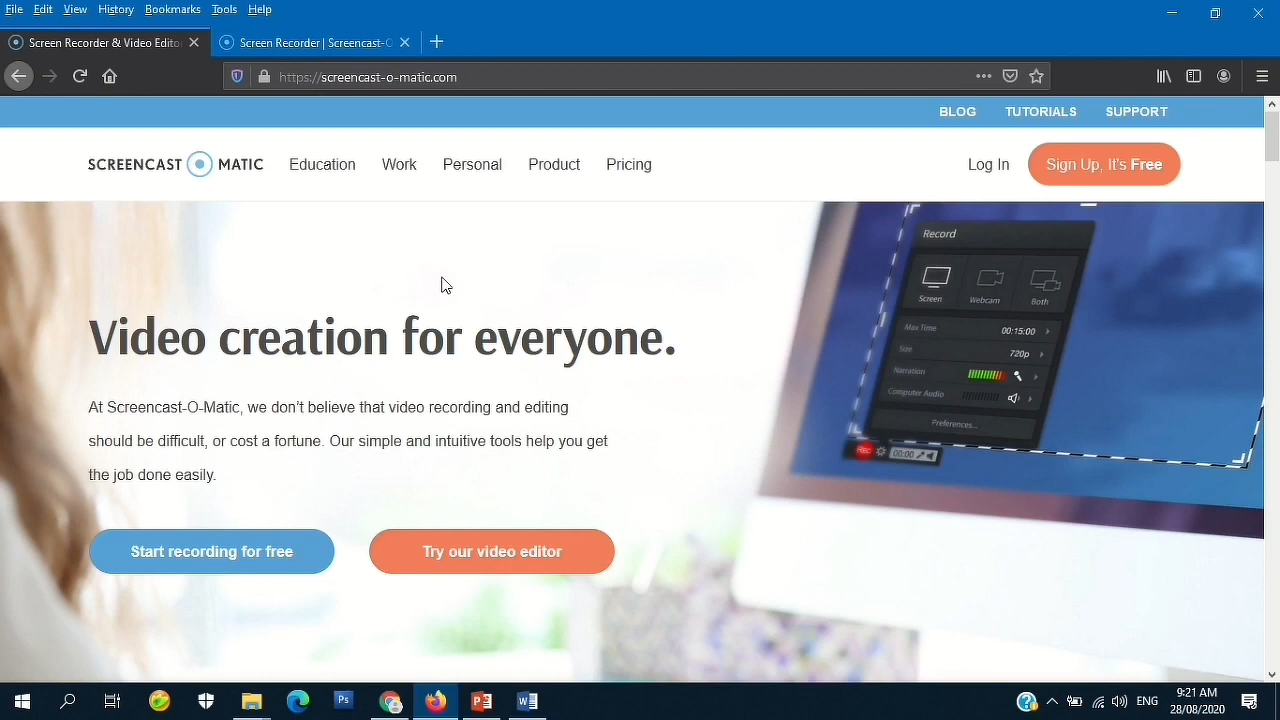 File Edit View History Bookmarks Tools Help
Screen Recorder & Video Edito
Screen Recorder | Screencast-O
https://screencast-o-matic.com
BLOG TUTORIALS SUPPORT
SCREENCAST MATIC Education Work Personal Product Pricing Log In Sign Up, It's Free
Record
Screen Webcam Both
Max Time 00:15:00
Size 720p
Narration
Computer Audio
Preferences...
Rec 00:00
Video creation for everyone.
At Screencast-O-Matic, we don't believe that video recording and editing
should be difficult, or cost a fortune. Our simple and intuitive tools help you get
the job done easily.
Start recording for free Try our video editor
Ps
ENG
9:21 AM
28/08/2020